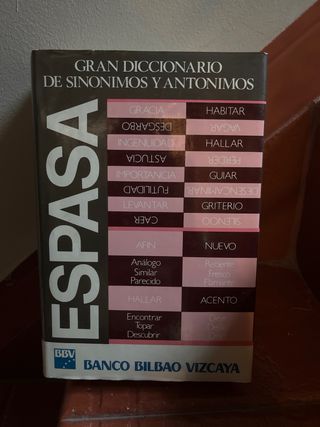 GRAN DICCIONARIO
DE SINONIMOS Y ANTONIMOS
ESPASA
GRACIA HABITAR
DESGARBO VAGAR
INGENUIDAD HALLAR
ASTUCIA PERDER
IMPORTANCIA GUIAR
FUTILIDAD DESENCAMINAR
LEVANTAR GRITERIO
CAER SILENCIO
AFIN NUEVO
Análogo Reciente
Similar Fresco
Parecido Flamante
HALLAR ACENTO
Encontrar
Topar
Descubrir
BBV BANCO BILBAO VIZCAYA